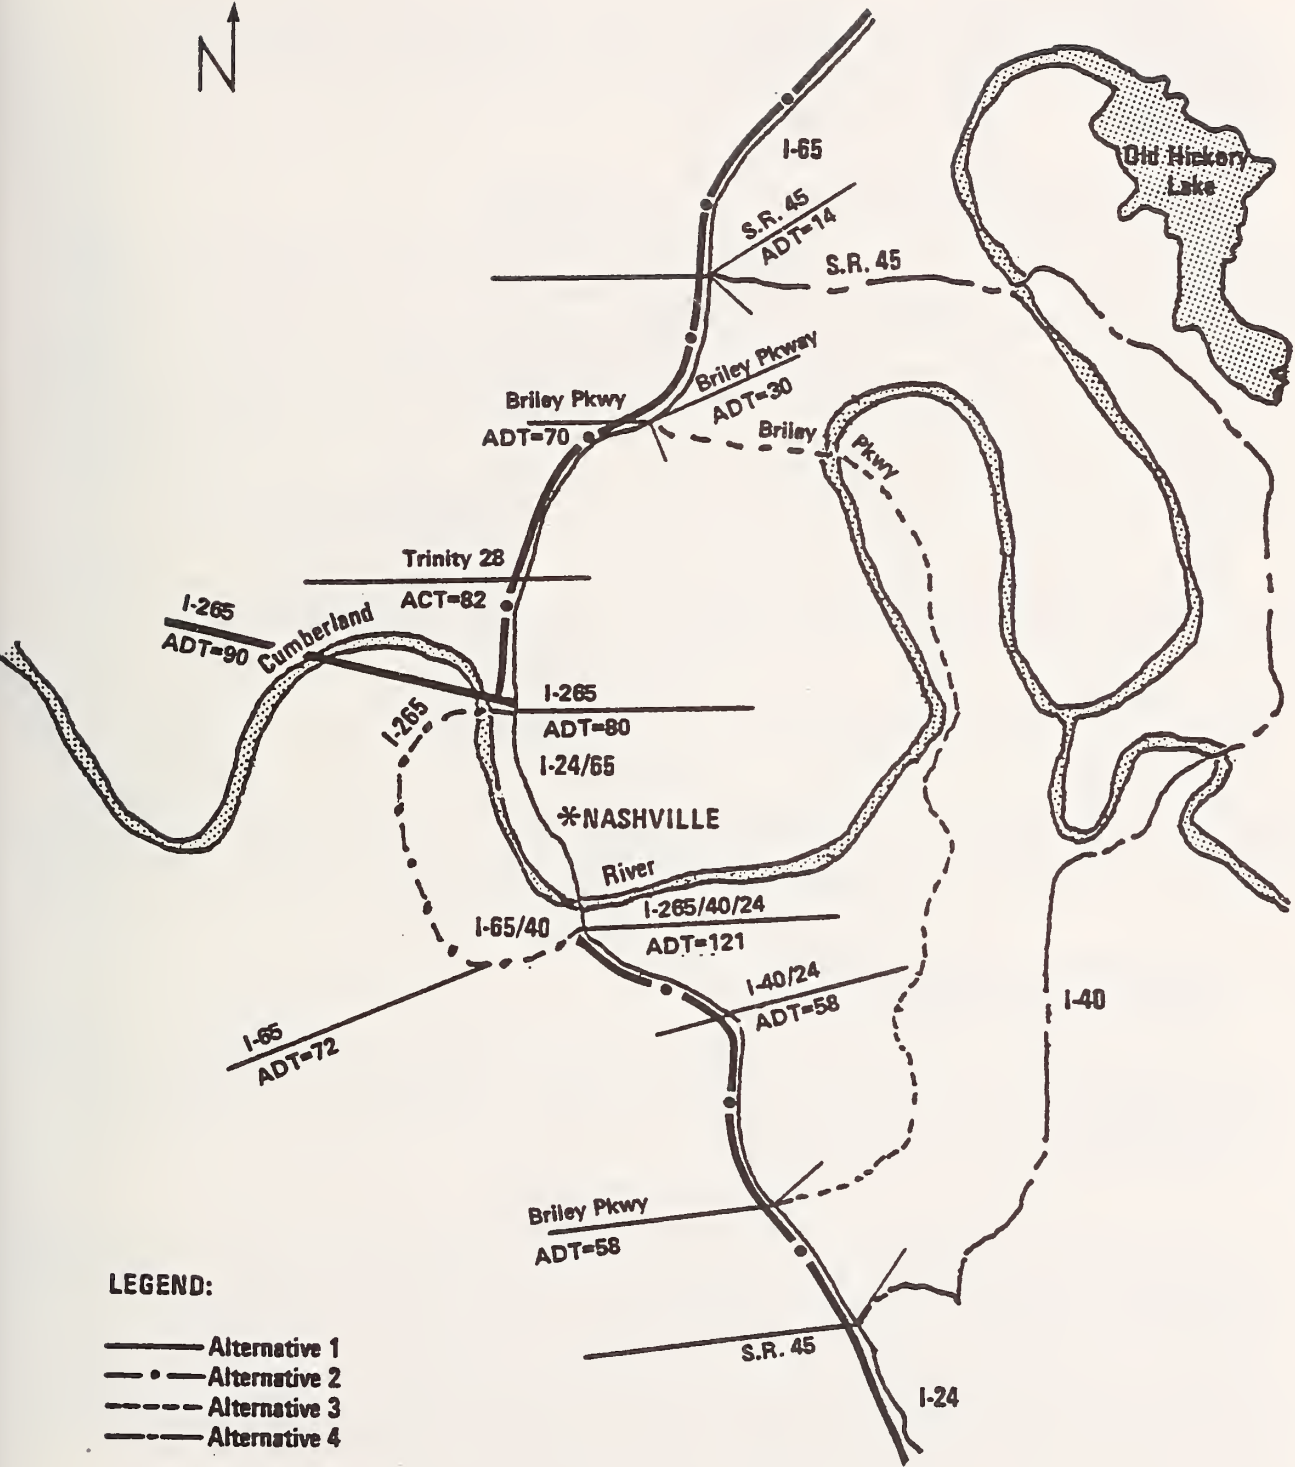 N
I-65
Old Hickory
Lake
S.R. 45
ADT=14
S.R. 45
Briley Pkway
ADT=30
Briley Pkwy
ADT=70
Briley Pkwy
Trinity 28
ACT=82
I-265
ADT=90
Cumberland
I-265
ADT=80
I-265
I-24/65
*NASHVILLE
River
I-65/40
I-265/40/24
ADT=121
I-40/24
ADT=58
I-40
I-65
ADT=72
Briley Pkwy
ADT=58
S.R. 45
I-24
LEGEND:
Alternative 1
Alternative 2
Alternative 3
Alternative 4